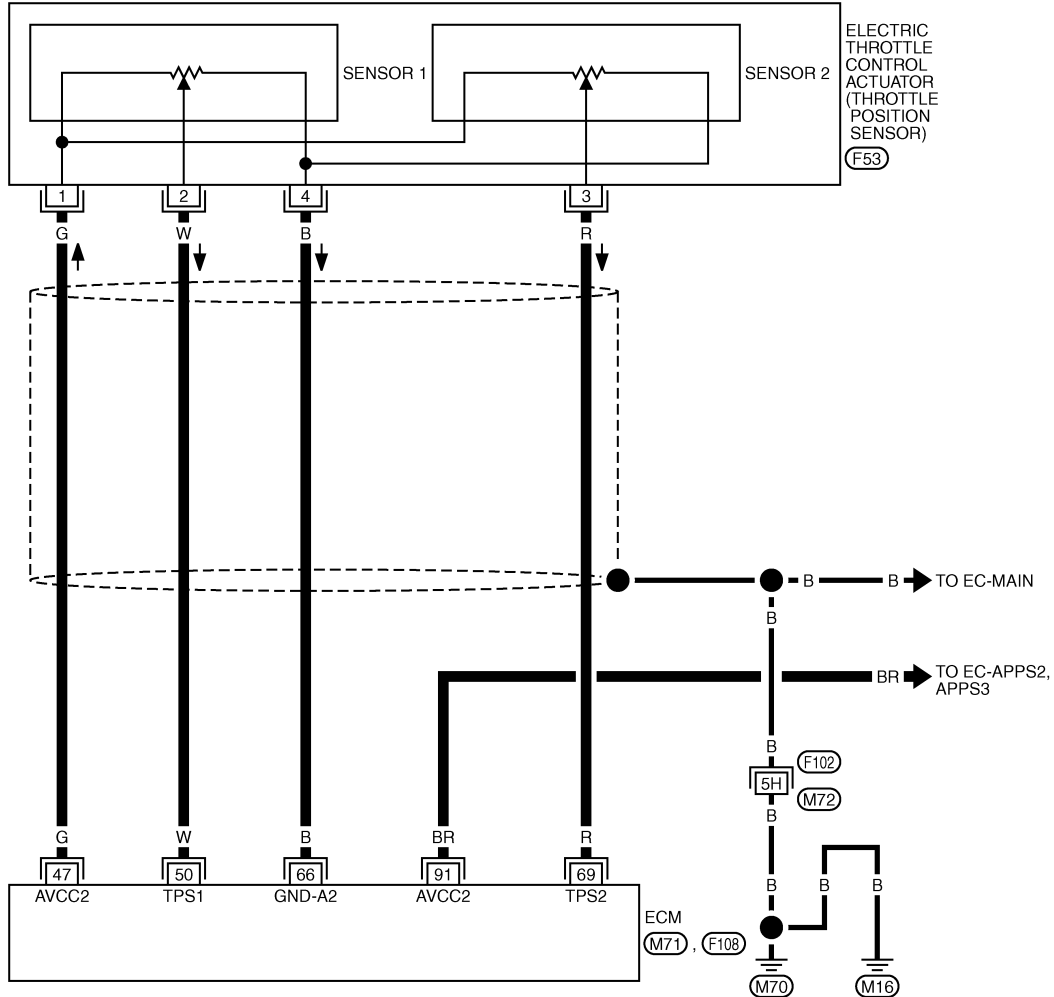 SENSOR 1
SENSOR 2
ELECTRIC
THROTTLE
CONTROL
ACTUATOR
(THROTTLE
POSITION
SENSOR)
F53
1
2
4
3
G
W
B
R
B
B
TO EC-MAIN
B
BR
TO EC-APPS2,
APPS3
B
F102
5H
M72
B
G
W
B
BR
R
47
50
66
91
69
AVCC2
TPS1
GND-A2
AVCC2
TPS2
B
B
B
ECM
M71 , F108
M70
M16